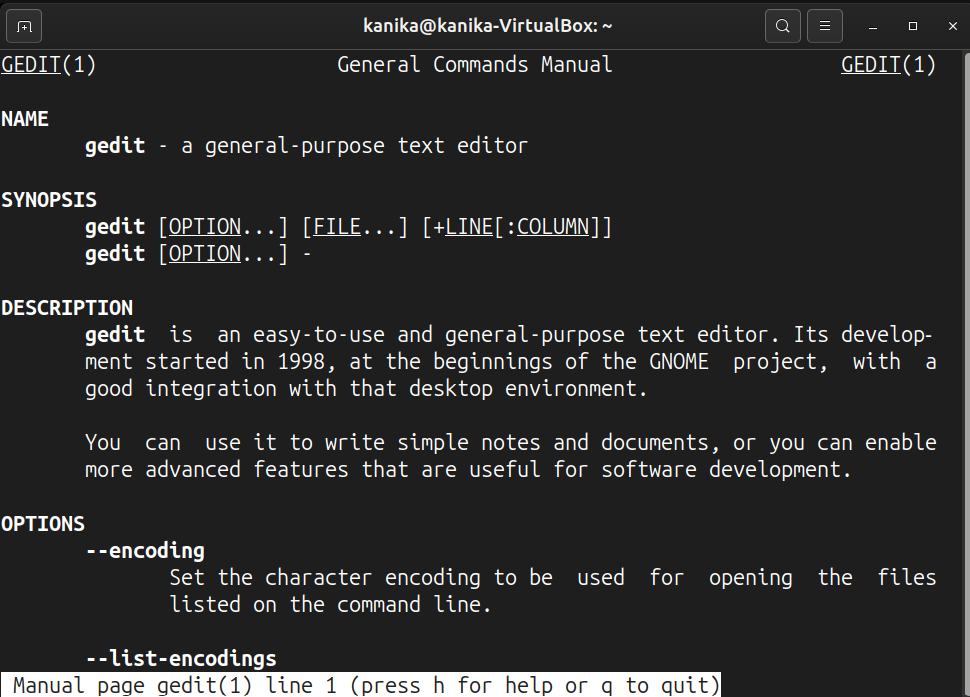 kanika@kanika-VirtualBox: ~
GEDIT(1) General Commands Manual GEDIT(1)
NAME
gedit - a general-purpose text editor
SYNOPSIS
gedit [OPTION...] [FILE...] [+LINE[:COLUMN]]
gedit [OPTION...] -
DESCRIPTION
gedit is an easy-to-use and general-purpose text editor. Its develop-
ment started in 1998, at the beginnings of the GNOME project, with a
good integration with that desktop environment.
You can use it to write simple notes and documents, or you can enable
more advanced features that are useful for software development.
OPTIONS
--encoding
Set the character encoding to be used for opening the files
listed on the command line.
--list-encodings
Manual page gedit(1) line 1 (press h for help or q to quit)